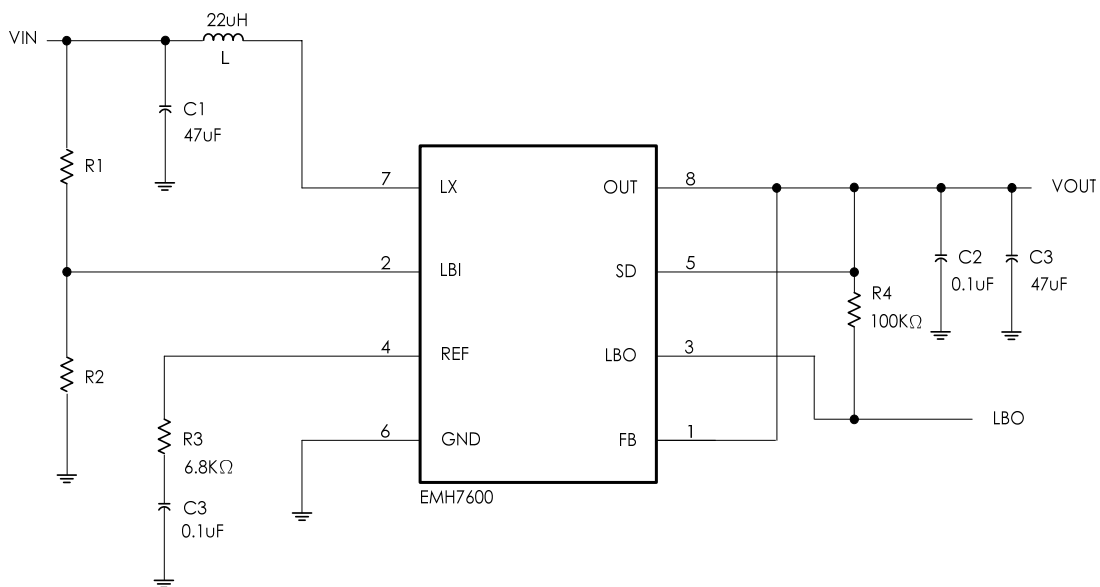 22uH
VIN
L
C1
47uF
R1
7
LX
OUT
8
VOUT
2
LBI
SD
5
C2
0.1uF
C3
47uF
R4
100KΩ
4
REF
LBO
3
R2
LBO
R3
6.8KΩ
6
GND
FB
1
EMH7600
C3
0.1uF